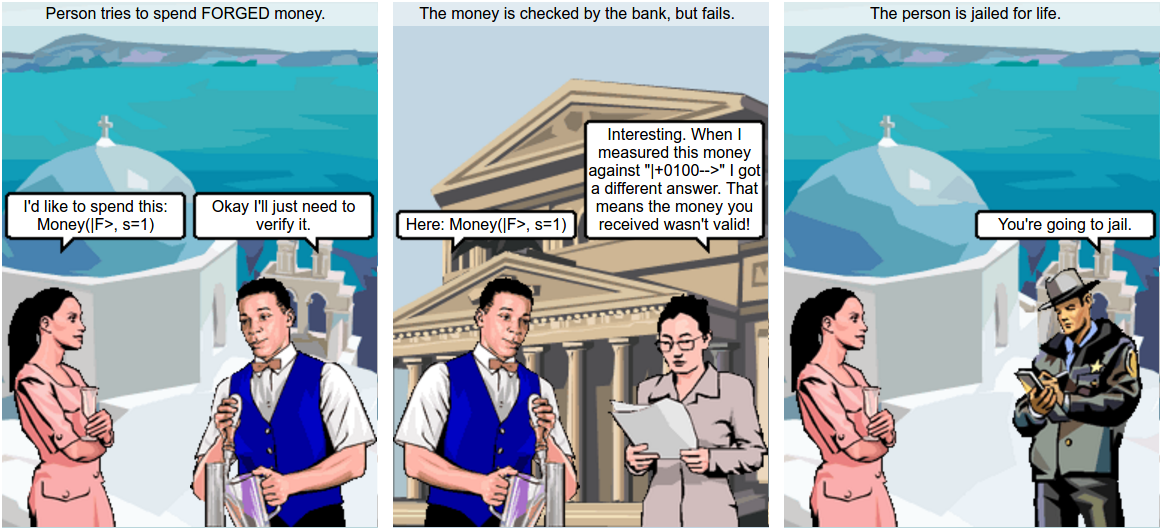 Person tries to spend FORGED money.
I'd like to spend this:
Money(|F>, s=1)
Okay I'll just need to
verify it.
The money is checked by the bank, but fails.
Here: Money(|F>, s=1)
Interesting. When I
measured this money
against "|+0100-->" I got
a different answer. That
means the money you
received wasn't valid!
The person is jailed for life.
You're going to jail.